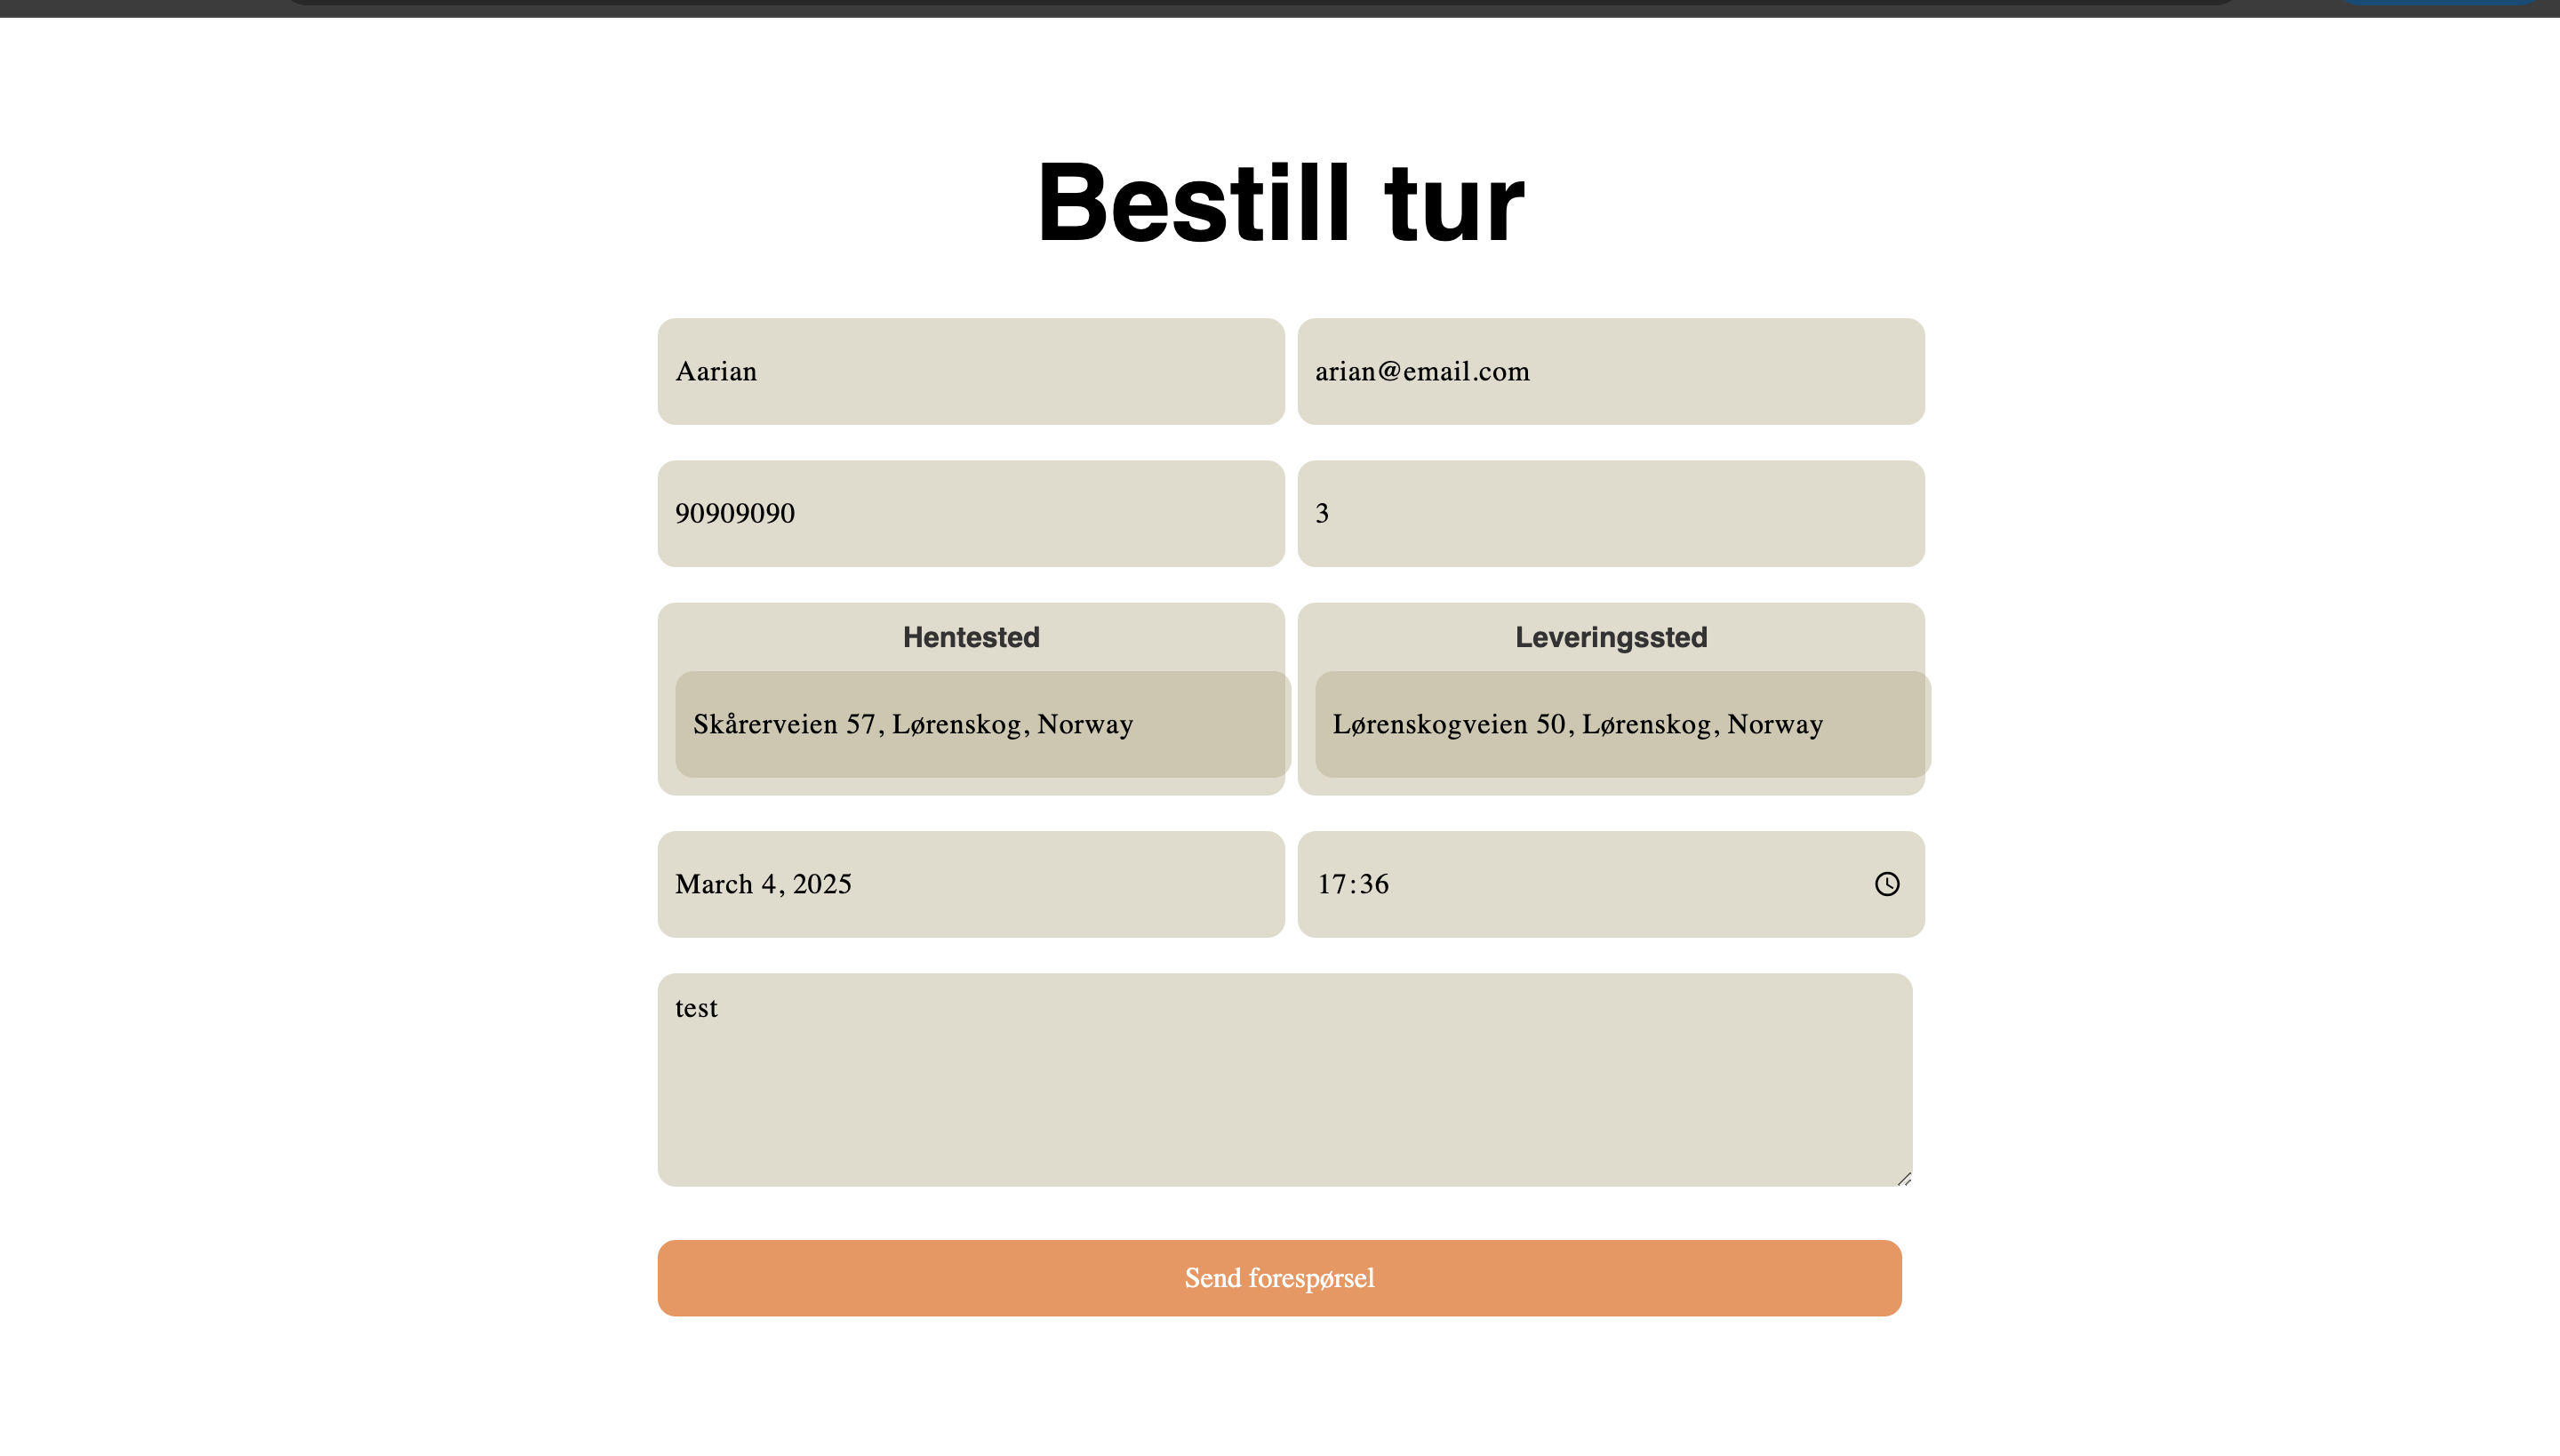 Bestill tur
Aarian
arian@email.com
90909090
3
Hentested
Skårerveien 57, Lørenskog, Norway
Leveringssted
Lørenskogveien 50, Lørenskog, Norway
March 4, 2025
17:36
test
Send forespørsel